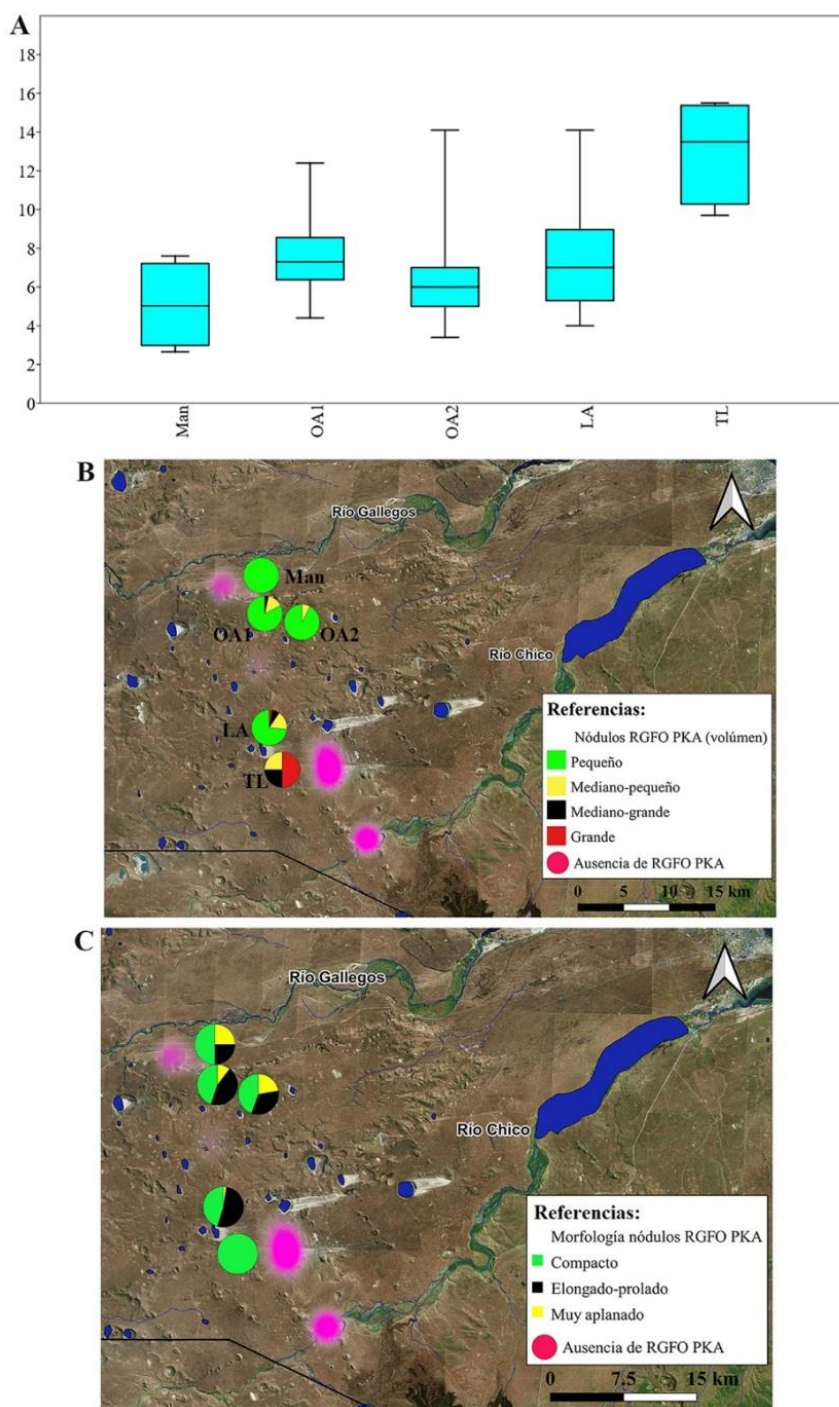 A
18
16
14
12
10
8
6
4
2
0
Man
OA1
OA2
LA
TL
B
Río Gallegos
Man
OA1
OA2
Río Chico
LA
TL
Referencias:
Nódulos RGFO PKA (volúmen)
Pequeño
Mediano-pequeño
Mediano-grande
Grande
Ausencia de RGFO PKA
0 5 10 15 km
C
Río Gallegos
Río Chico
Referencias:
Morfología nódulos RGFO PKA
Compacto
Elongado-prolado
Muy aplanado
Ausencia de RGFO PKA
0 7.5 15 km